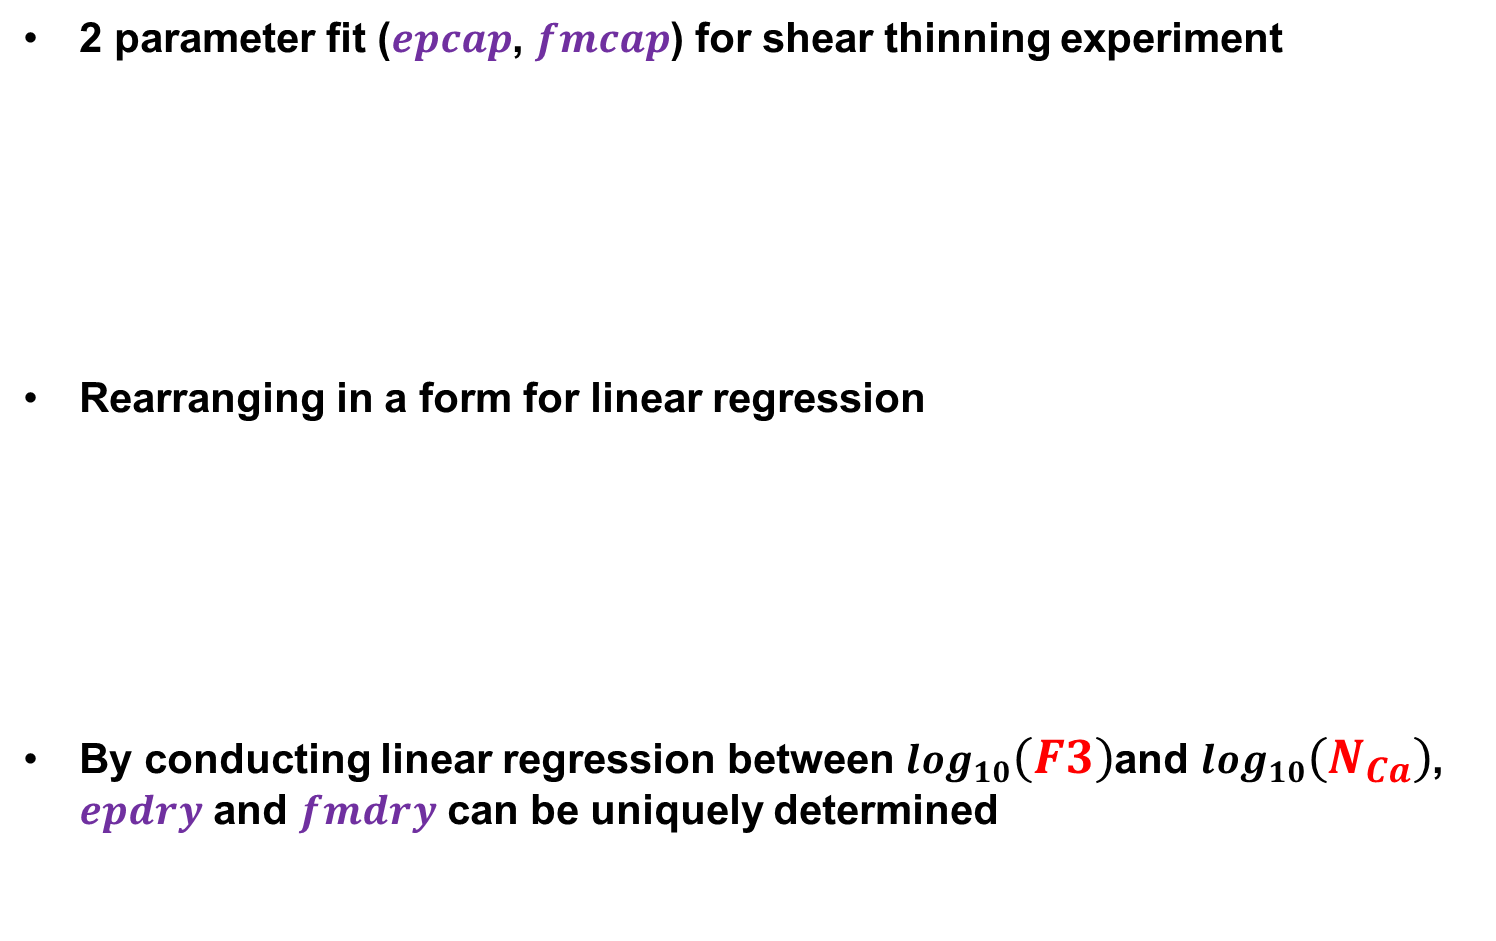 • 2 parameter fit (epcap, fmcap) for shear thinning experiment
• Rearranging in a form for linear regression
• By conducting linear regression between log₁₀(F3)and log₁₀(N_Ca),
epdry and fmdry can be uniquely determined